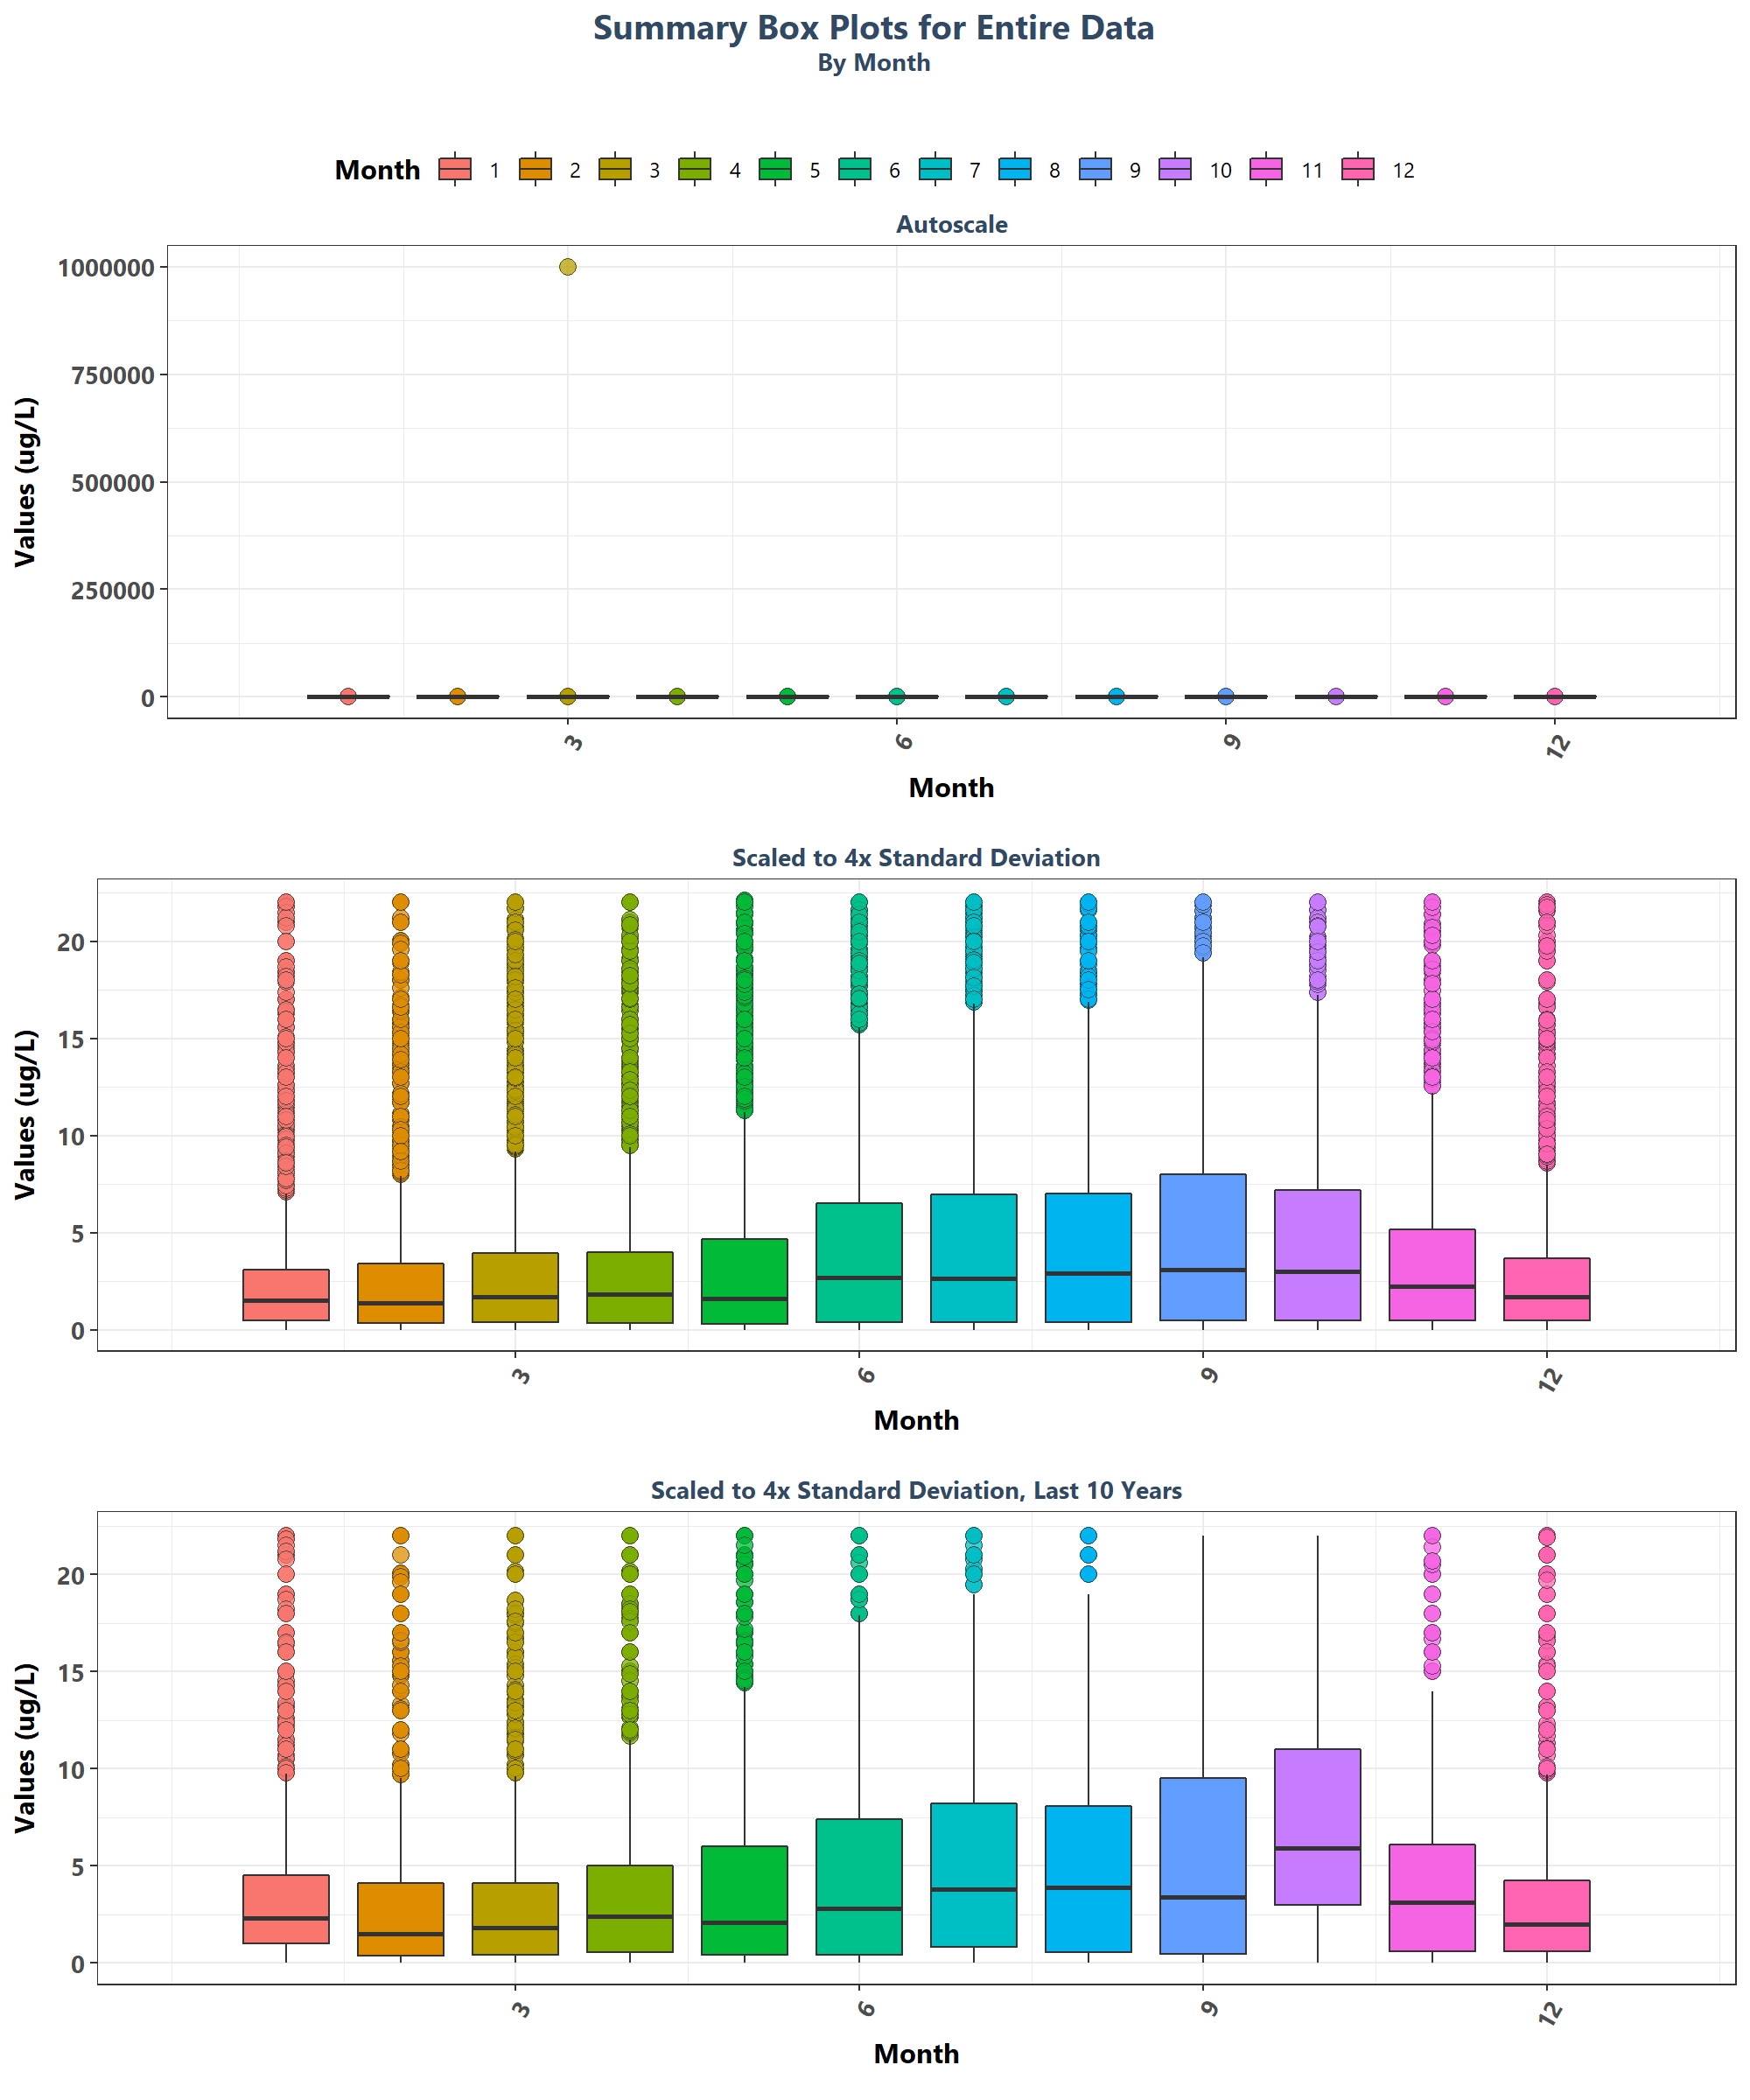 Summary Box Plots for Entire Data
By Month
Month 1 2 3 4 5 6 7 8 9 10 11 12
Autoscale
Values (ug/L)
1000000
750000
500000
250000
0
3 6 9 12
Month
Scaled to 4x Standard Deviation
Values (ug/L)
20
15
10
5
0
3 6 9 12
Month
Scaled to 4x Standard Deviation, Last 10 Years
Values (ug/L)
20
15
10
5
0
3 6 9 12
Month